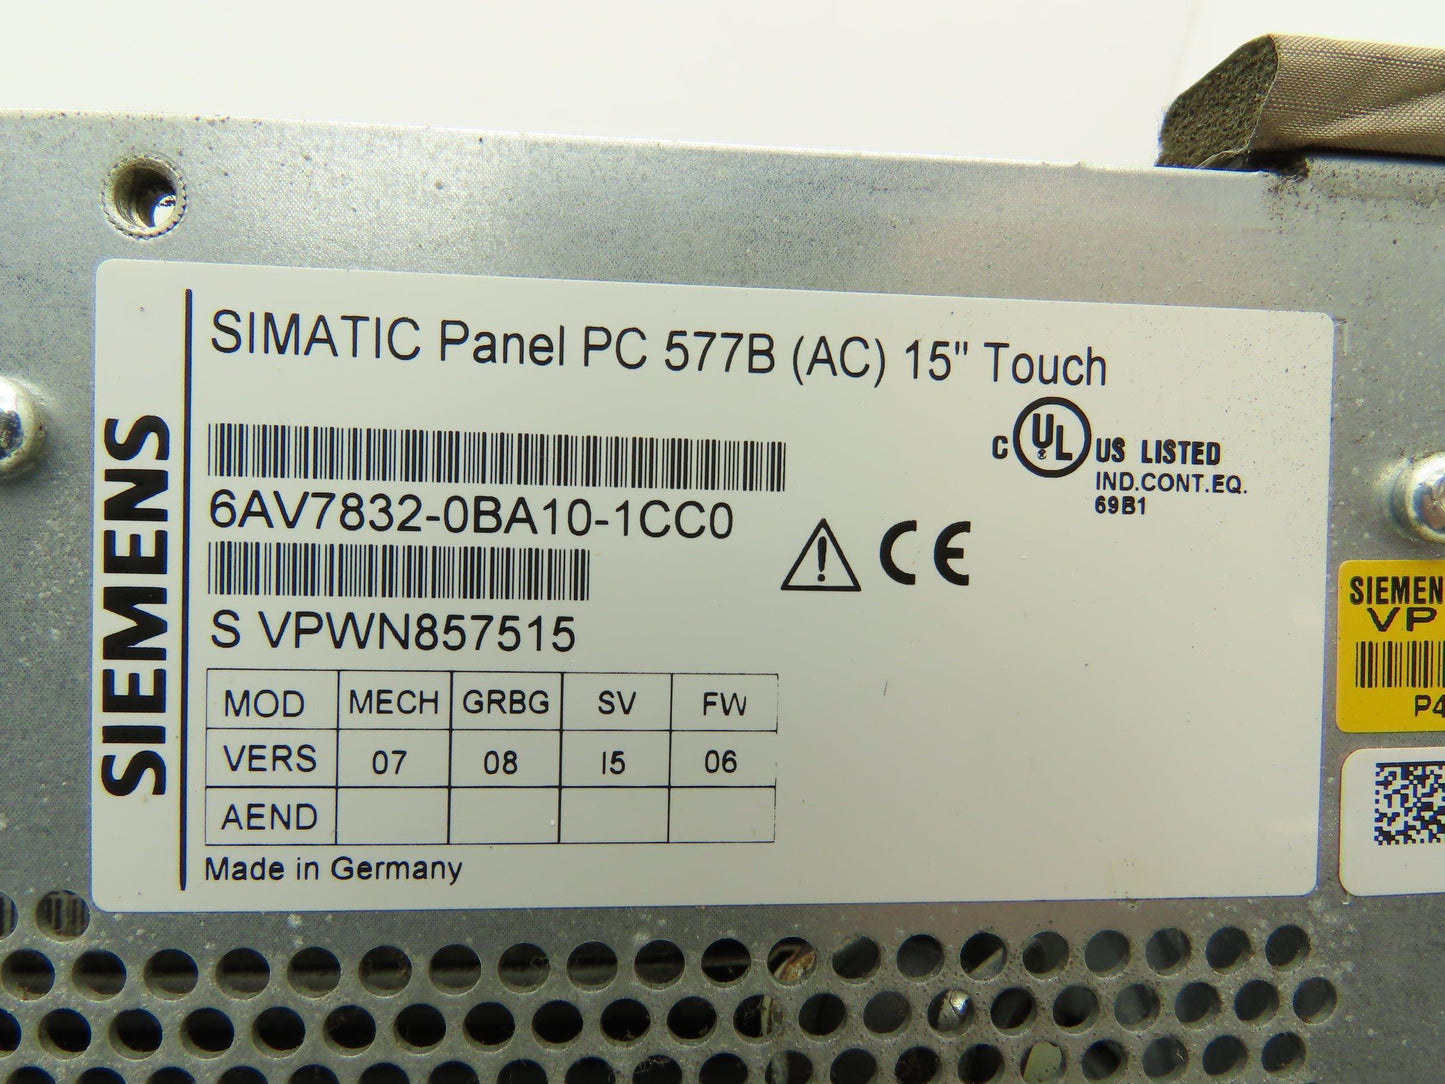 SIEMENS
SIMATIC Panel PC 577B (AC) 15" Touch
6AV7832-0BA10-1CC0
S VPWN857515
C UL US LISTED
IND.CONT.EQ.
69B1
CE
MOD MECH GRBG SV FW
VERS 07 08 I5 06
AEND
Made in Germany
SIEMEN
VP
P4